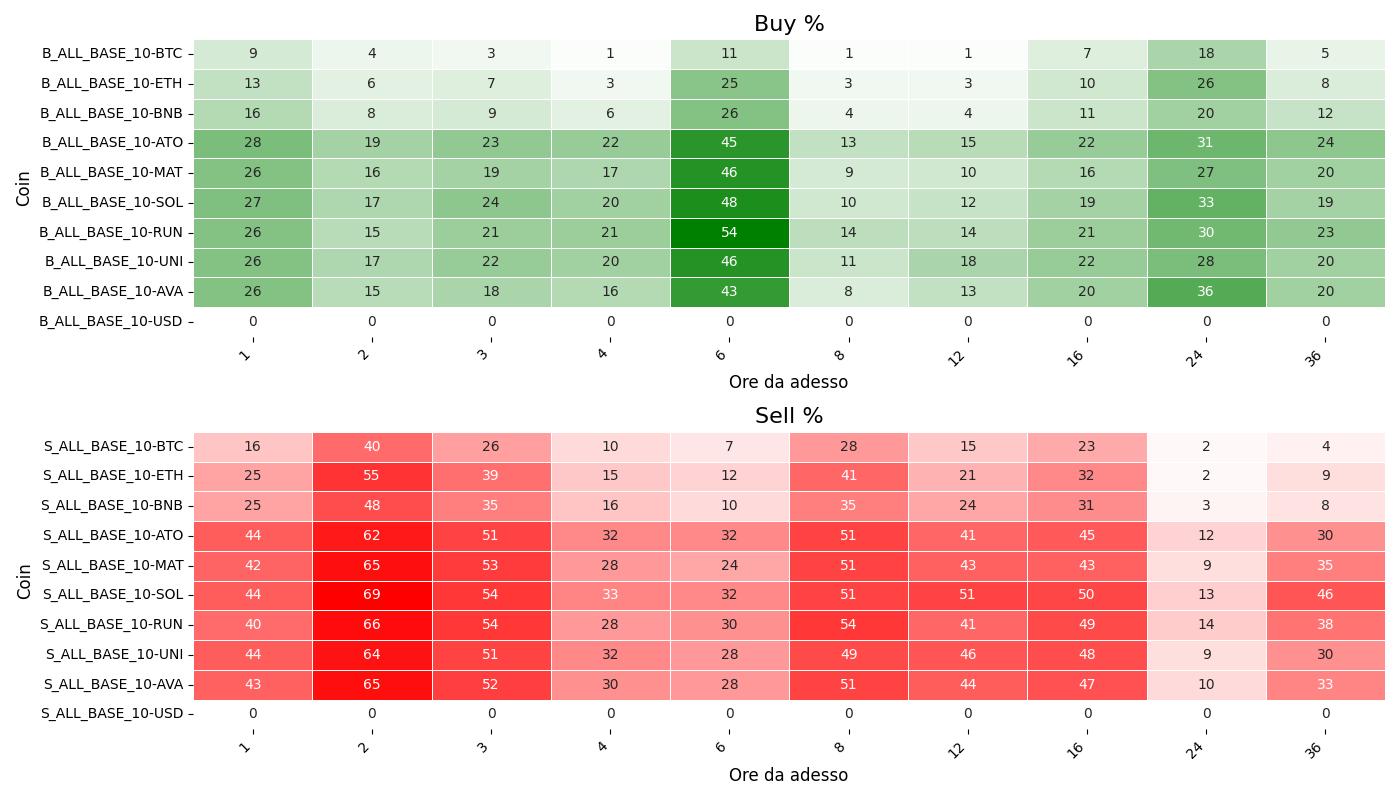 Buy %
Coin
B_ALL_BASE_10-BTC 9 4 3 1 11 1 1 7 18 5
B_ALL_BASE_10-ETH 13 6 7 3 25 3 3 10 26 8
B_ALL_BASE_10-BNB 16 8 9 6 26 4 4 11 20 12
B_ALL_BASE_10-ATO 28 19 23 22 45 13 15 22 31 24
B_ALL_BASE_10-MAT 26 16 19 17 46 9 10 16 27 20
B_ALL_BASE_10-SOL 27 17 24 20 48 10 12 19 33 19
B_ALL_BASE_10-RUN 26 15 21 21 54 14 14 21 30 23
B_ALL_BASE_10-UNI 26 17 22 20 46 11 18 22 28 20
B_ALL_BASE_10-AVA 26 15 18 16 43 8 13 20 36 20
B_ALL_BASE_10-USD 0 0 0 0 0 0 0 0 0 0
1 2 3 4 6 8 12 16 24 36
Ore da adesso
Sell %
Coin
S_ALL_BASE_10-BTC 16 40 26 10 7 28 15 23 2 4
S_ALL_BASE_10-ETH 25 55 39 15 12 41 21 32 2 9
S_ALL_BASE_10-BNB 25 48 35 16 10 35 24 31 3 8
S_ALL_BASE_10-ATO 44 62 51 32 32 51 41 45 12 30
S_ALL_BASE_10-MAT 42 65 53 28 24 51 43 43 9 35
S_ALL_BASE_10-SOL 44 69 54 33 32 51 51 50 13 46
S_ALL_BASE_10-RUN 40 66 54 28 30 54 41 49 14 38
S_ALL_BASE_10-UNI 44 64 51 32 28 49 46 48 9 30
S_ALL_BASE_10-AVA 43 65 52 30 28 51 44 47 10 33
S_ALL_BASE_10-USD 0 0 0 0 0 0 0 0 0 0
1 2 3 4 6 8 12 16 24 36
Ore da adesso